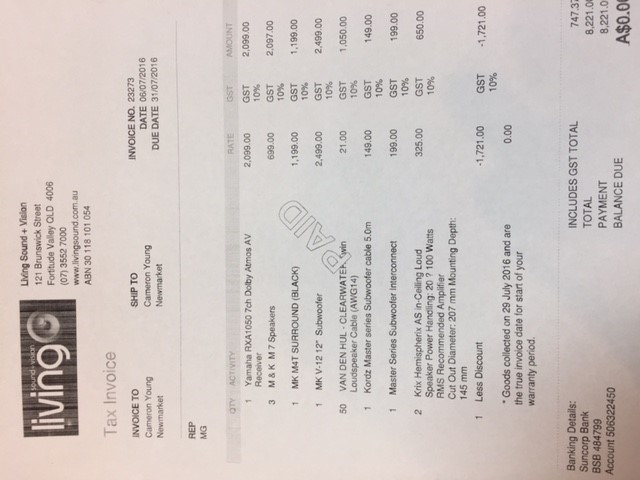 living
sound+vision
Living Sound + Vision
121 Brunswick Street
Fortitude Valley QLD 4006
(07) 3552 7000
www.livingsound.com.au
ABN 30 118 101 054
Tax Invoice
INVOICE TO
Cameron Young
Newmarket
SHIP TO
Cameron Young
Newmarket
INVOICE NO. 23273
DATE 06/07/2016
DUE DATE 31/07/2016
REP
MG
QTY ACTIVITY RATE GST AMOUNT
1 Yamaha RXA1050 7ch Dolby Atmos AV 2,099.00 GST 2,099.00
Receiver 10%
3 M & K M 7 Speakers 699.00 GST 2,097.00
10%
1 MK M4T SURROUND (BLACK) 1,199.00 GST 1,199.00
10%
1 MK V-12 12" Subwoofer 2,499.00 GST 2,499.00
10%
50 VAN DEN HUL - CLEARWATER twin 21.00 GST 1,050.00
Loudspeaker Cable (AWG14) 10%
1 Kordz Master series Subwoofer cable 5.0m 149.00 GST 149.00
10%
1 Master Series Subwoofer Interconnect 199.00 GST 199.00
10%
2 Krix Hemispherix AS in-Ceiling Loud 325.00 GST 650.00
Speaker Power Handling: 20 ? 100 Watts 10%
RMS Recommended Amplifier
Cut Out Diameter: 207 mm Mounting Depth:
145 mm
1 Less Discount -1,721.00 GST -1,721.00
10%
* Goods collected on 29 July 2016 and are 0.00
the true invoice date for start of your
warranty period.
PAID
Banking Details:
Suncorp Bank
BSB 484799
Account 506322450
INCLUDES GST TOTAL 747.37
TOTAL 8,221.0
PAYMENT 8,221.0
BALANCE DUE A$0.0